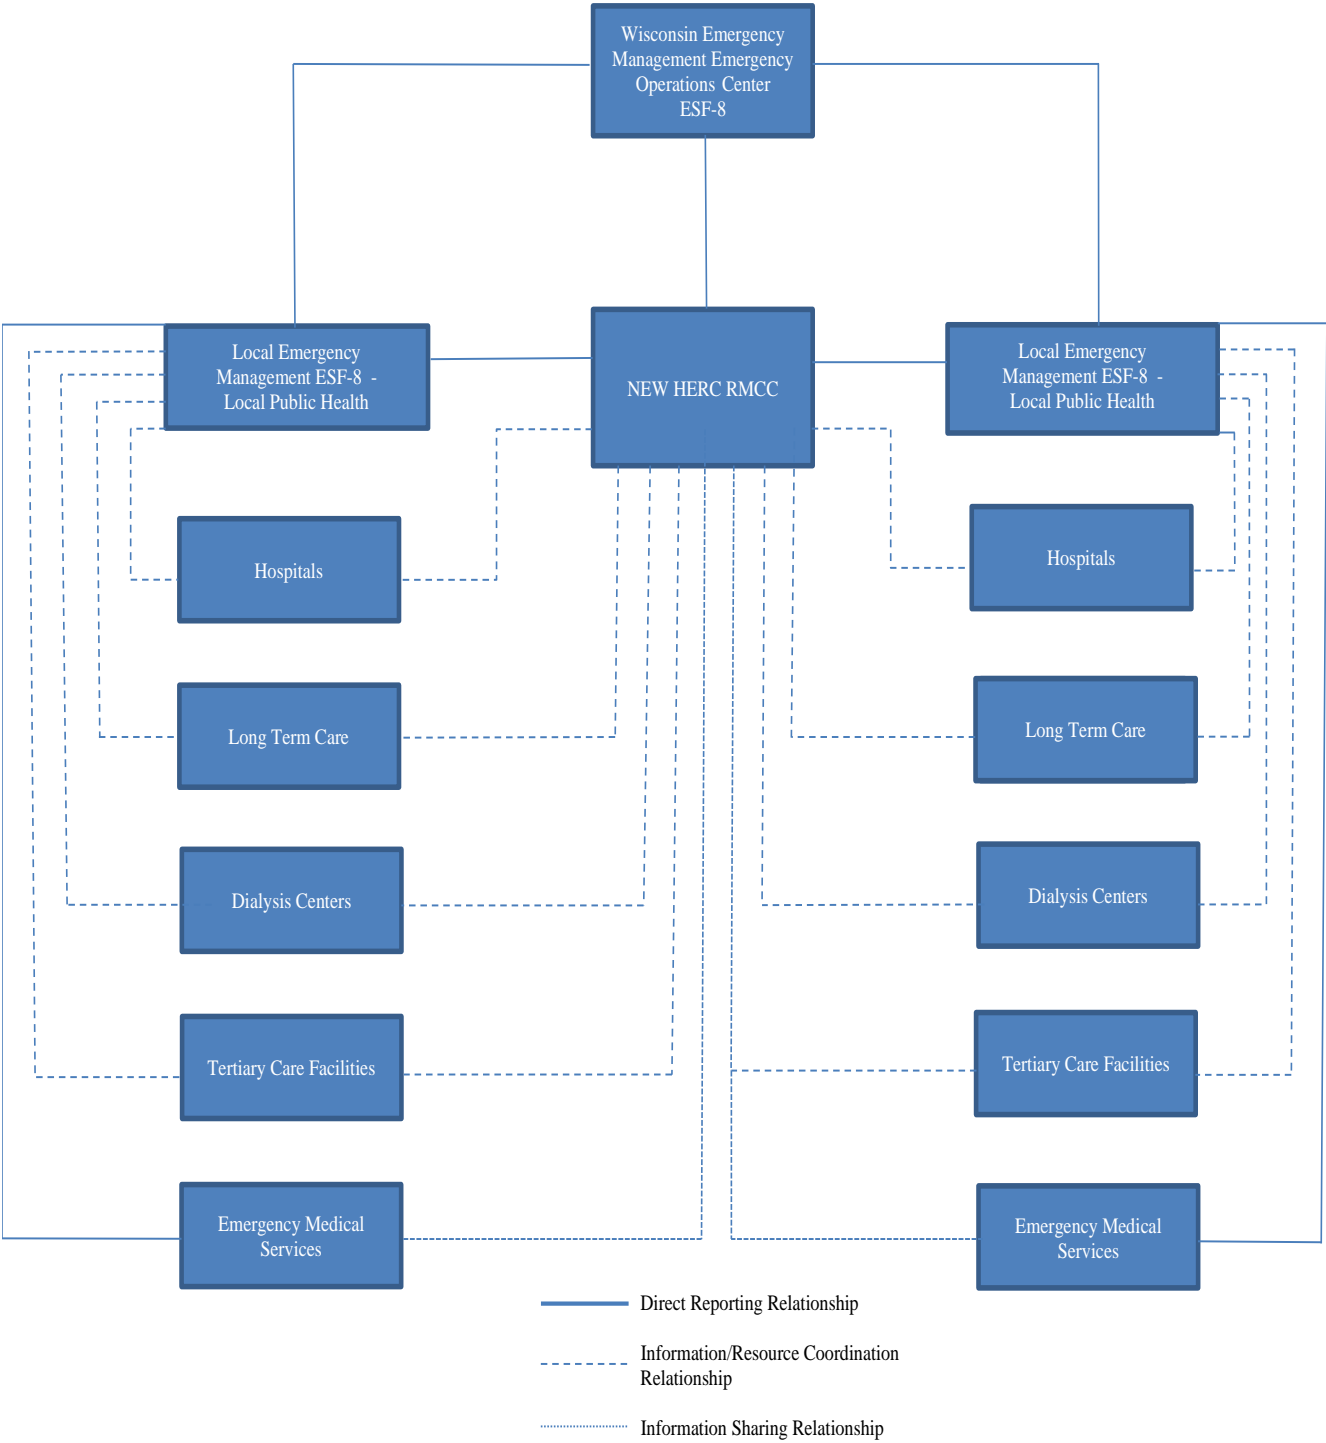 Wisconsin Emergency
Management Emergency
Operations Center
ESF-8
Local Emergency
Management ESF-8 -
Local Public Health
NEW HERC RMCC
Local Emergency
Management ESF-8 -
Local Public Health
Hospitals
Hospitals
Long Term Care
Long Term Care
Dialysis Centers
Dialysis Centers
Tertiary Care Facilities
Tertiary Care Facilities
Emergency Medical
Services
Emergency Medical
Services
Direct Reporting Relationship
Information/Resource Coordination
Relationship
Information Sharing Relationship